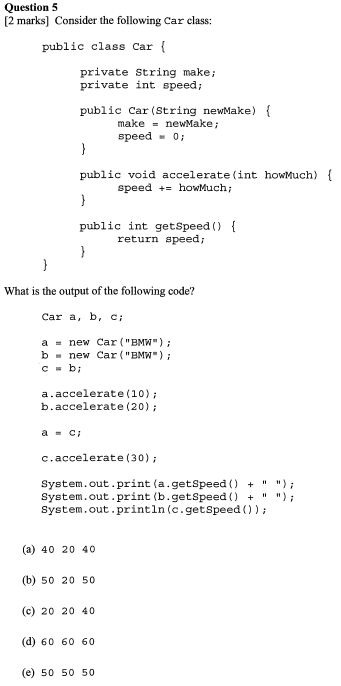 Question 5
[2 marks] Consider the following Car class:
public class Car {
private String make;
private int speed;
public Car(String newMake) {
make = newMake;
speed = 0;
}
public void accelerate(int howMuch) {
speed += howMuch;
}
public int getSpeed() {
return speed;
}
}
What is the output of the following code?
Car a, b, c;
a = new Car("BMW");
b = new Car("BMW");
c = b;
a.accelerate(10);
b.accelerate(20);
a = c;
c.accelerate(30);
System.out.print(a.getSpeed() + " ");
System.out.print(b.getSpeed() + " ");
System.out.println(c.getSpeed());
(a) 40 20 40
(b) 50 20 50
(c) 20 20 40
(d) 60 60 60
(e) 50 50 50